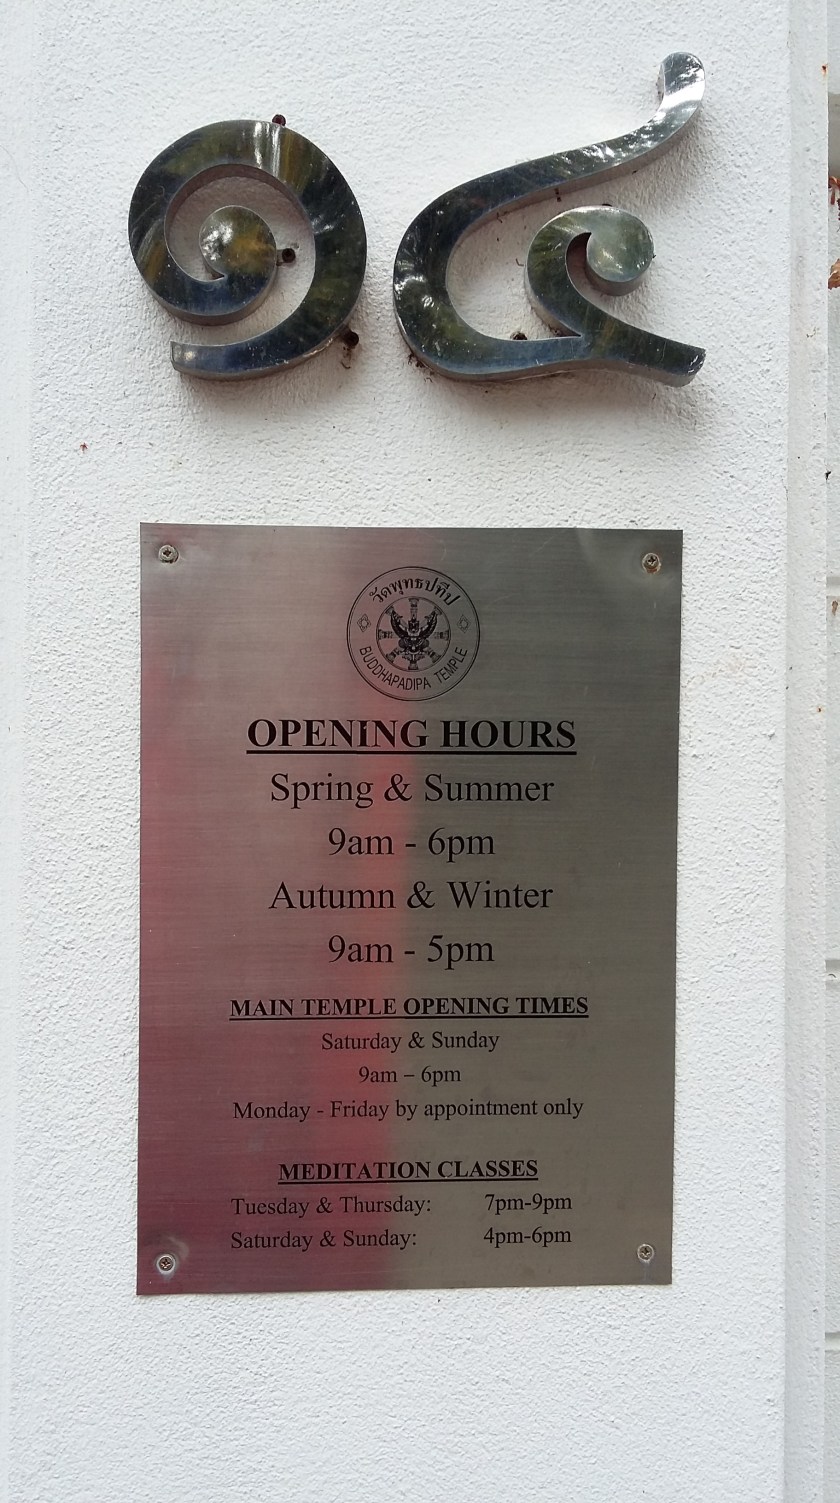 ๑๔
วัดพุทธปทีป
BUDDHAPADIPA TEMPLE
OPENING HOURS
Spring & Summer
9am - 6pm
Autumn & Winter
9am - 5pm
MAIN TEMPLE OPENING TIMES
Saturday & Sunday
9am – 6pm
Monday - Friday by appointment only
MEDITATION CLASSES
Tuesday & Thursday: 7pm-9pm
Saturday & Sunday: 4pm-6pm